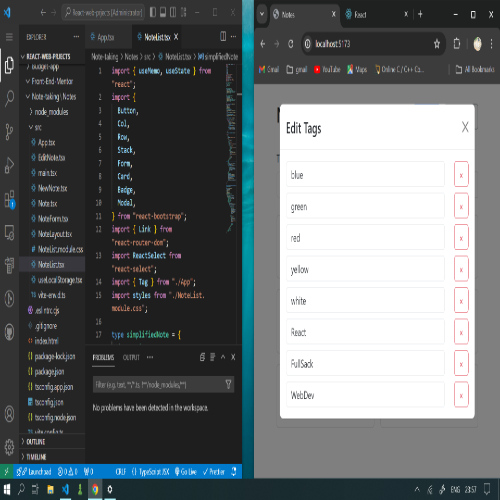 React-web-pijects [Administrator]
EXPLORER
REACT-WEB-PIJECTS
budget-app
Front-End-Mentor
Note-taking \ Notes
node_modules
src
App.tsx
EditNote.tsx
main.tsx
NewNote.tsx
Note.tsx
NoteForm.tsx
NoteLayout.tsx
NoteList.module.css
NoteList.tsx
useLocalStorage.tsx
vite-env.d.ts
.eslintrc.cjs
.gitignore
index.html
package-lock.json
package.json
tsconfig.app.json
tsconfig.json
tsconfig.node.json
vite.config.ts
OUTLINE
TIMELINE
App.tsx
NoteList.tsx
Note-taking > Notes > src > NoteList.tsx > simplifiedNote
1 import { useMemo, useState } from
"react";
2 import {
3 Button,
4 Col,
5 Row,
6 Stack,
7 Form,
8 Card,
9 Badge,
10 Modal,
11 } from "react-bootstrap";
12 import { Link } from
"react-router-dom";
13 import ReactSelect from
"react-select";
14 import { Tag } from "./App";
15 import styles from "./NoteList.
module.css";
16
17 type simplifiedNote = {
PROBLEMS OUTPUT
Filter (e.g. text, **/*.ts, !**/node_modules/**)
No problems have been detected in the workspace.
Launchpad 0 0 0 CRLF {} TypeScript JSX Go Live Prettier
Notes
React
localhost:5173
Gmail gmail YouTube Maps Online C / C++ Co... All Bookmarks
Edit Tags
blue x
green x
red x
yellow x
white x
React x
FullSack x
WebDev x
ENG 23:57